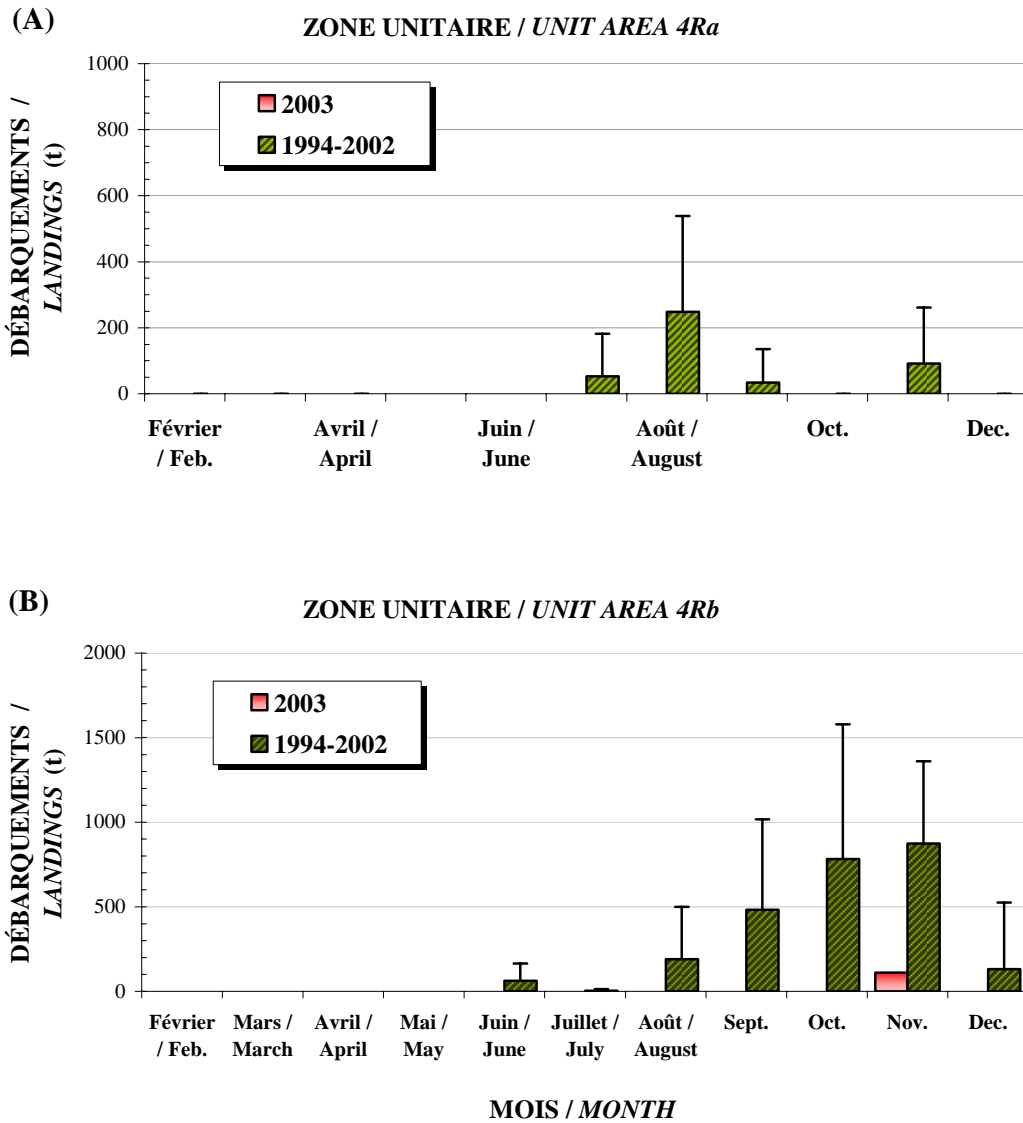 (A)
ZONE UNITAIRE / UNIT AREA 4Ra
DÉBARQUEMENTS /
LANDINGS (t)
1000
800
600
400
200
0
2003
1994-2002
Février
/ Feb.
Avril /
April
Juin /
June
Août /
August
Oct.
Dec.
(B)
ZONE UNITAIRE / UNIT AREA 4Rb
DÉBARQUEMENTS /
LANDINGS (t)
2000
1500
1000
500
0
2003
1994-2002
Février
/ Feb.
Mars /
March
Avril /
April
Mai /
May
Juin /
June
Juillet /
July
Août /
August
Sept.
Oct.
Nov.
Dec.
MOIS / MONTH